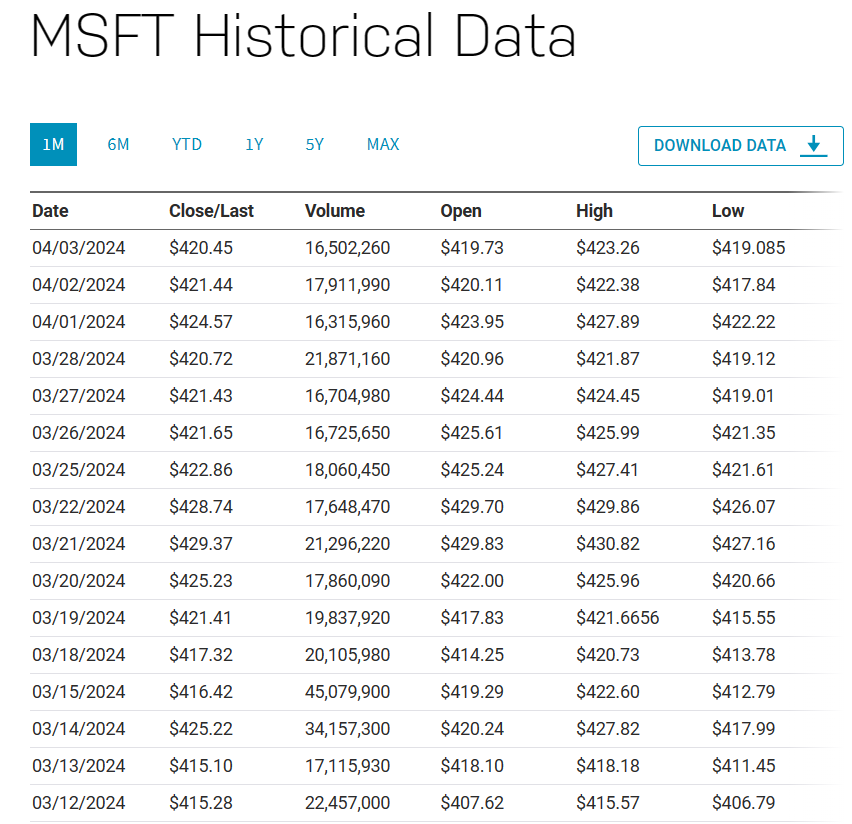 MSFT Historical Data
1M 6M YTD 1Y 5Y MAX DOWNLOAD DATA
Date Close/Last Volume Open High Low
04/03/2024 $420.45 16,502,260 $419.73 $423.26 $419.085
04/02/2024 $421.44 17,911,990 $420.11 $422.38 $417.84
04/01/2024 $424.57 16,315,960 $423.95 $427.89 $422.22
03/28/2024 $420.72 21,871,160 $420.96 $421.87 $419.12
03/27/2024 $421.43 16,704,980 $424.44 $424.45 $419.01
03/26/2024 $421.65 16,725,650 $425.61 $425.99 $421.35
03/25/2024 $422.86 18,060,450 $425.24 $427.41 $421.61
03/22/2024 $428.74 17,648,470 $429.70 $429.86 $426.07
03/21/2024 $429.37 21,296,220 $429.83 $430.82 $427.16
03/20/2024 $425.23 17,860,090 $422.00 $425.96 $420.66
03/19/2024 $421.41 19,837,920 $417.83 $421.6656 $415.55
03/18/2024 $417.32 20,105,980 $414.25 $420.73 $413.78
03/15/2024 $416.42 45,079,900 $419.29 $422.60 $412.79
03/14/2024 $425.22 34,157,300 $420.24 $427.82 $417.99
03/13/2024 $415.10 17,115,930 $418.10 $418.18 $411.45
03/12/2024 $415.28 22,457,000 $407.62 $415.57 $406.79